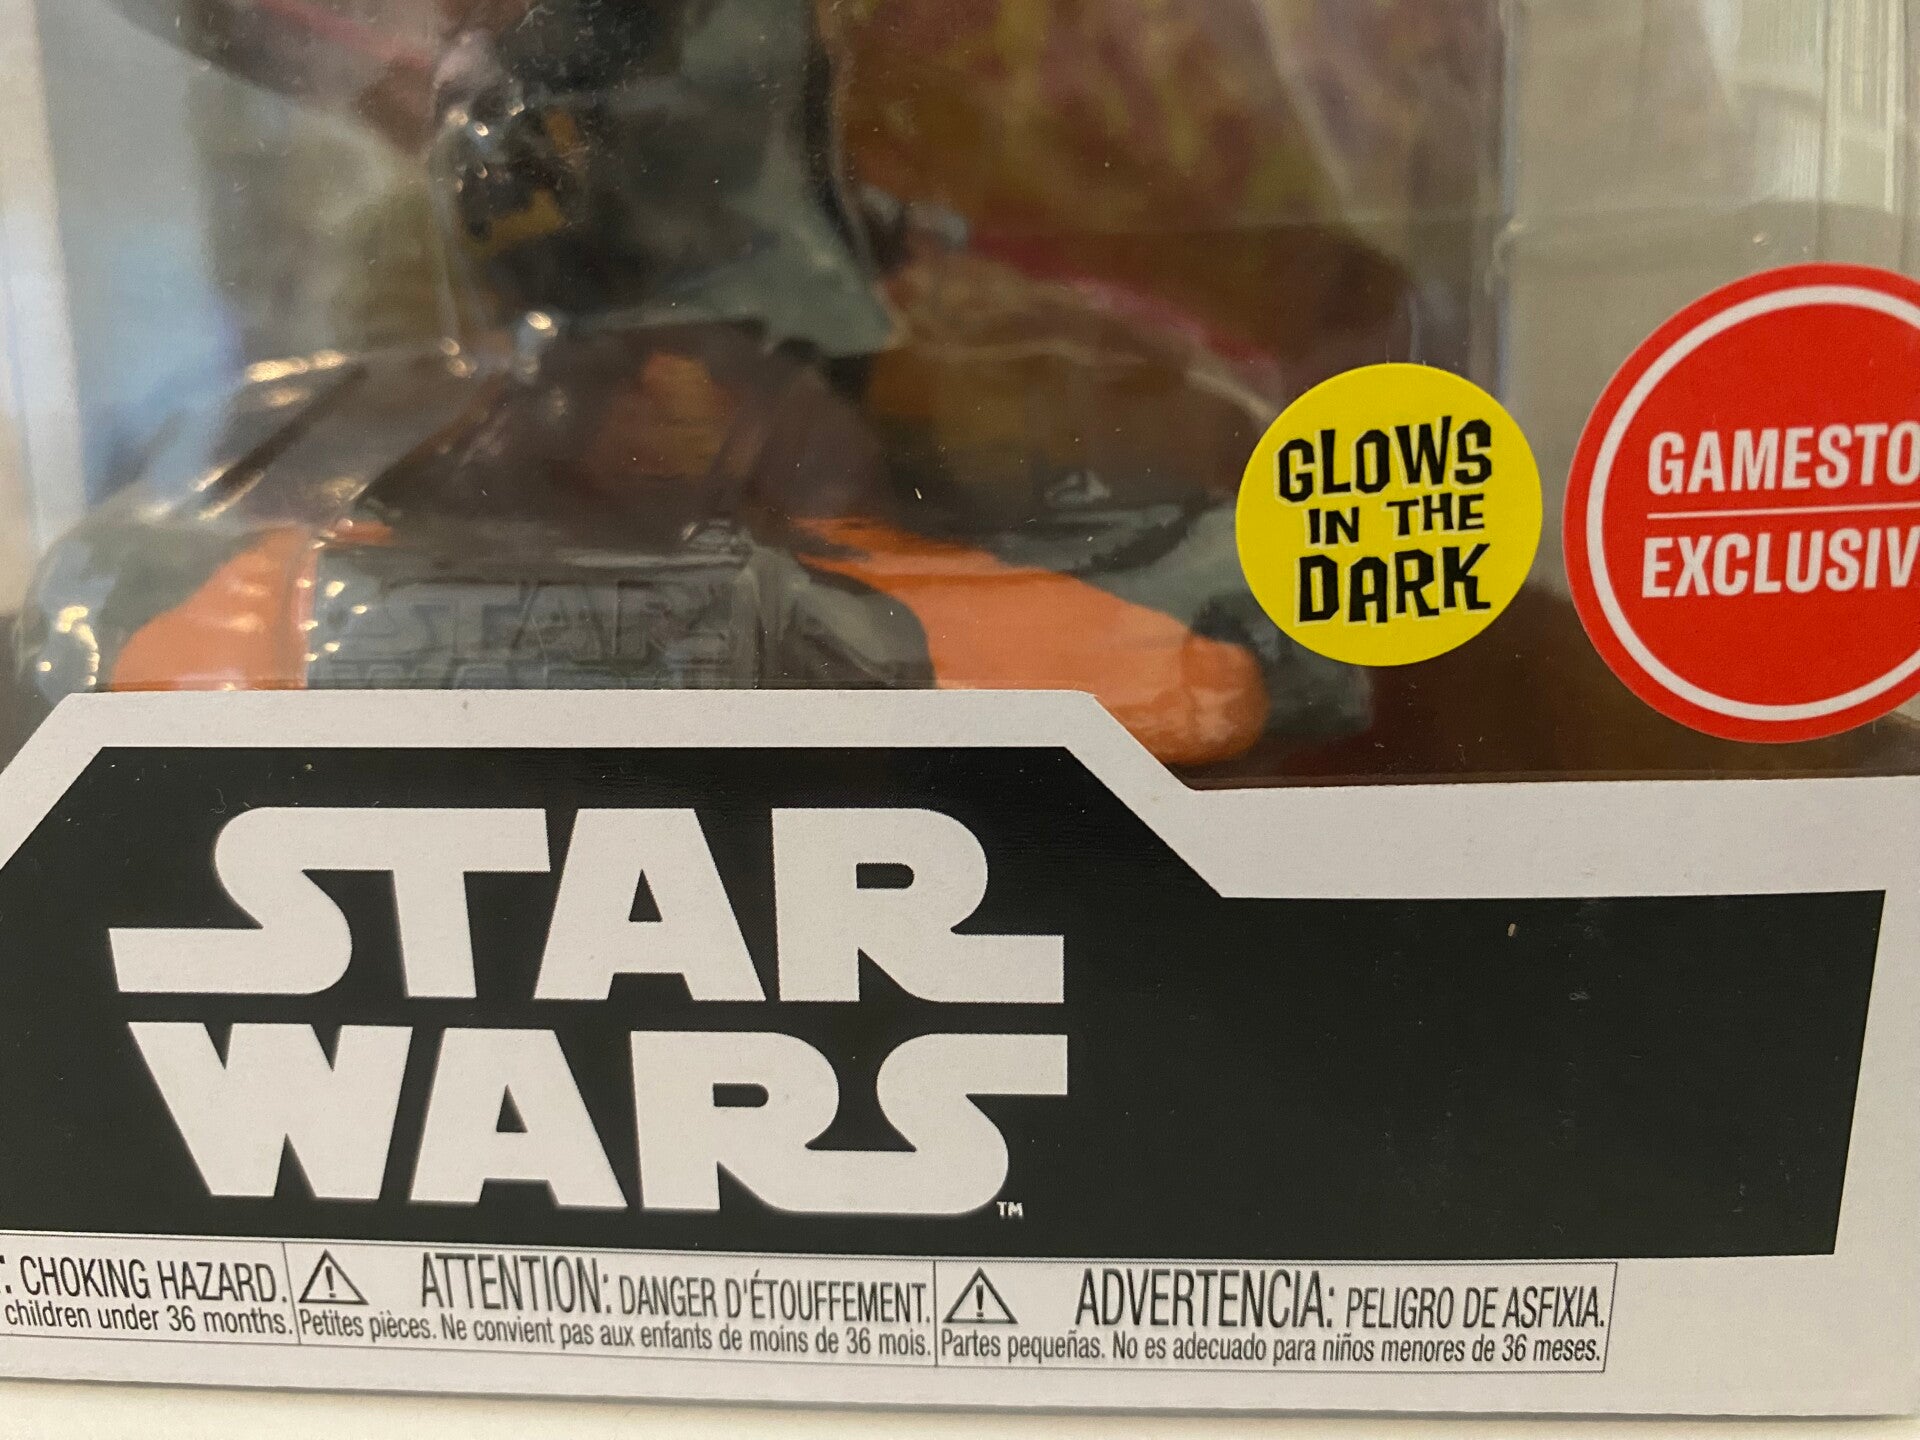 GLOWS
IN THE
DARK
GAMESTO
EXCLUSIV
STAR
WARS
STAR
WARS
TM
: CHOKING HAZARD.
children under 36 months.
ATTENTION: DANGER D'ÉTOUFFEMENT.
Petites pièces. Ne convient pas aux enfants de moins de 36 mois.
ADVERTENCIA: PELIGRO DE ASFIXIA.
Partes pequeñas. No es adecuado para niños menores de 36 meses.